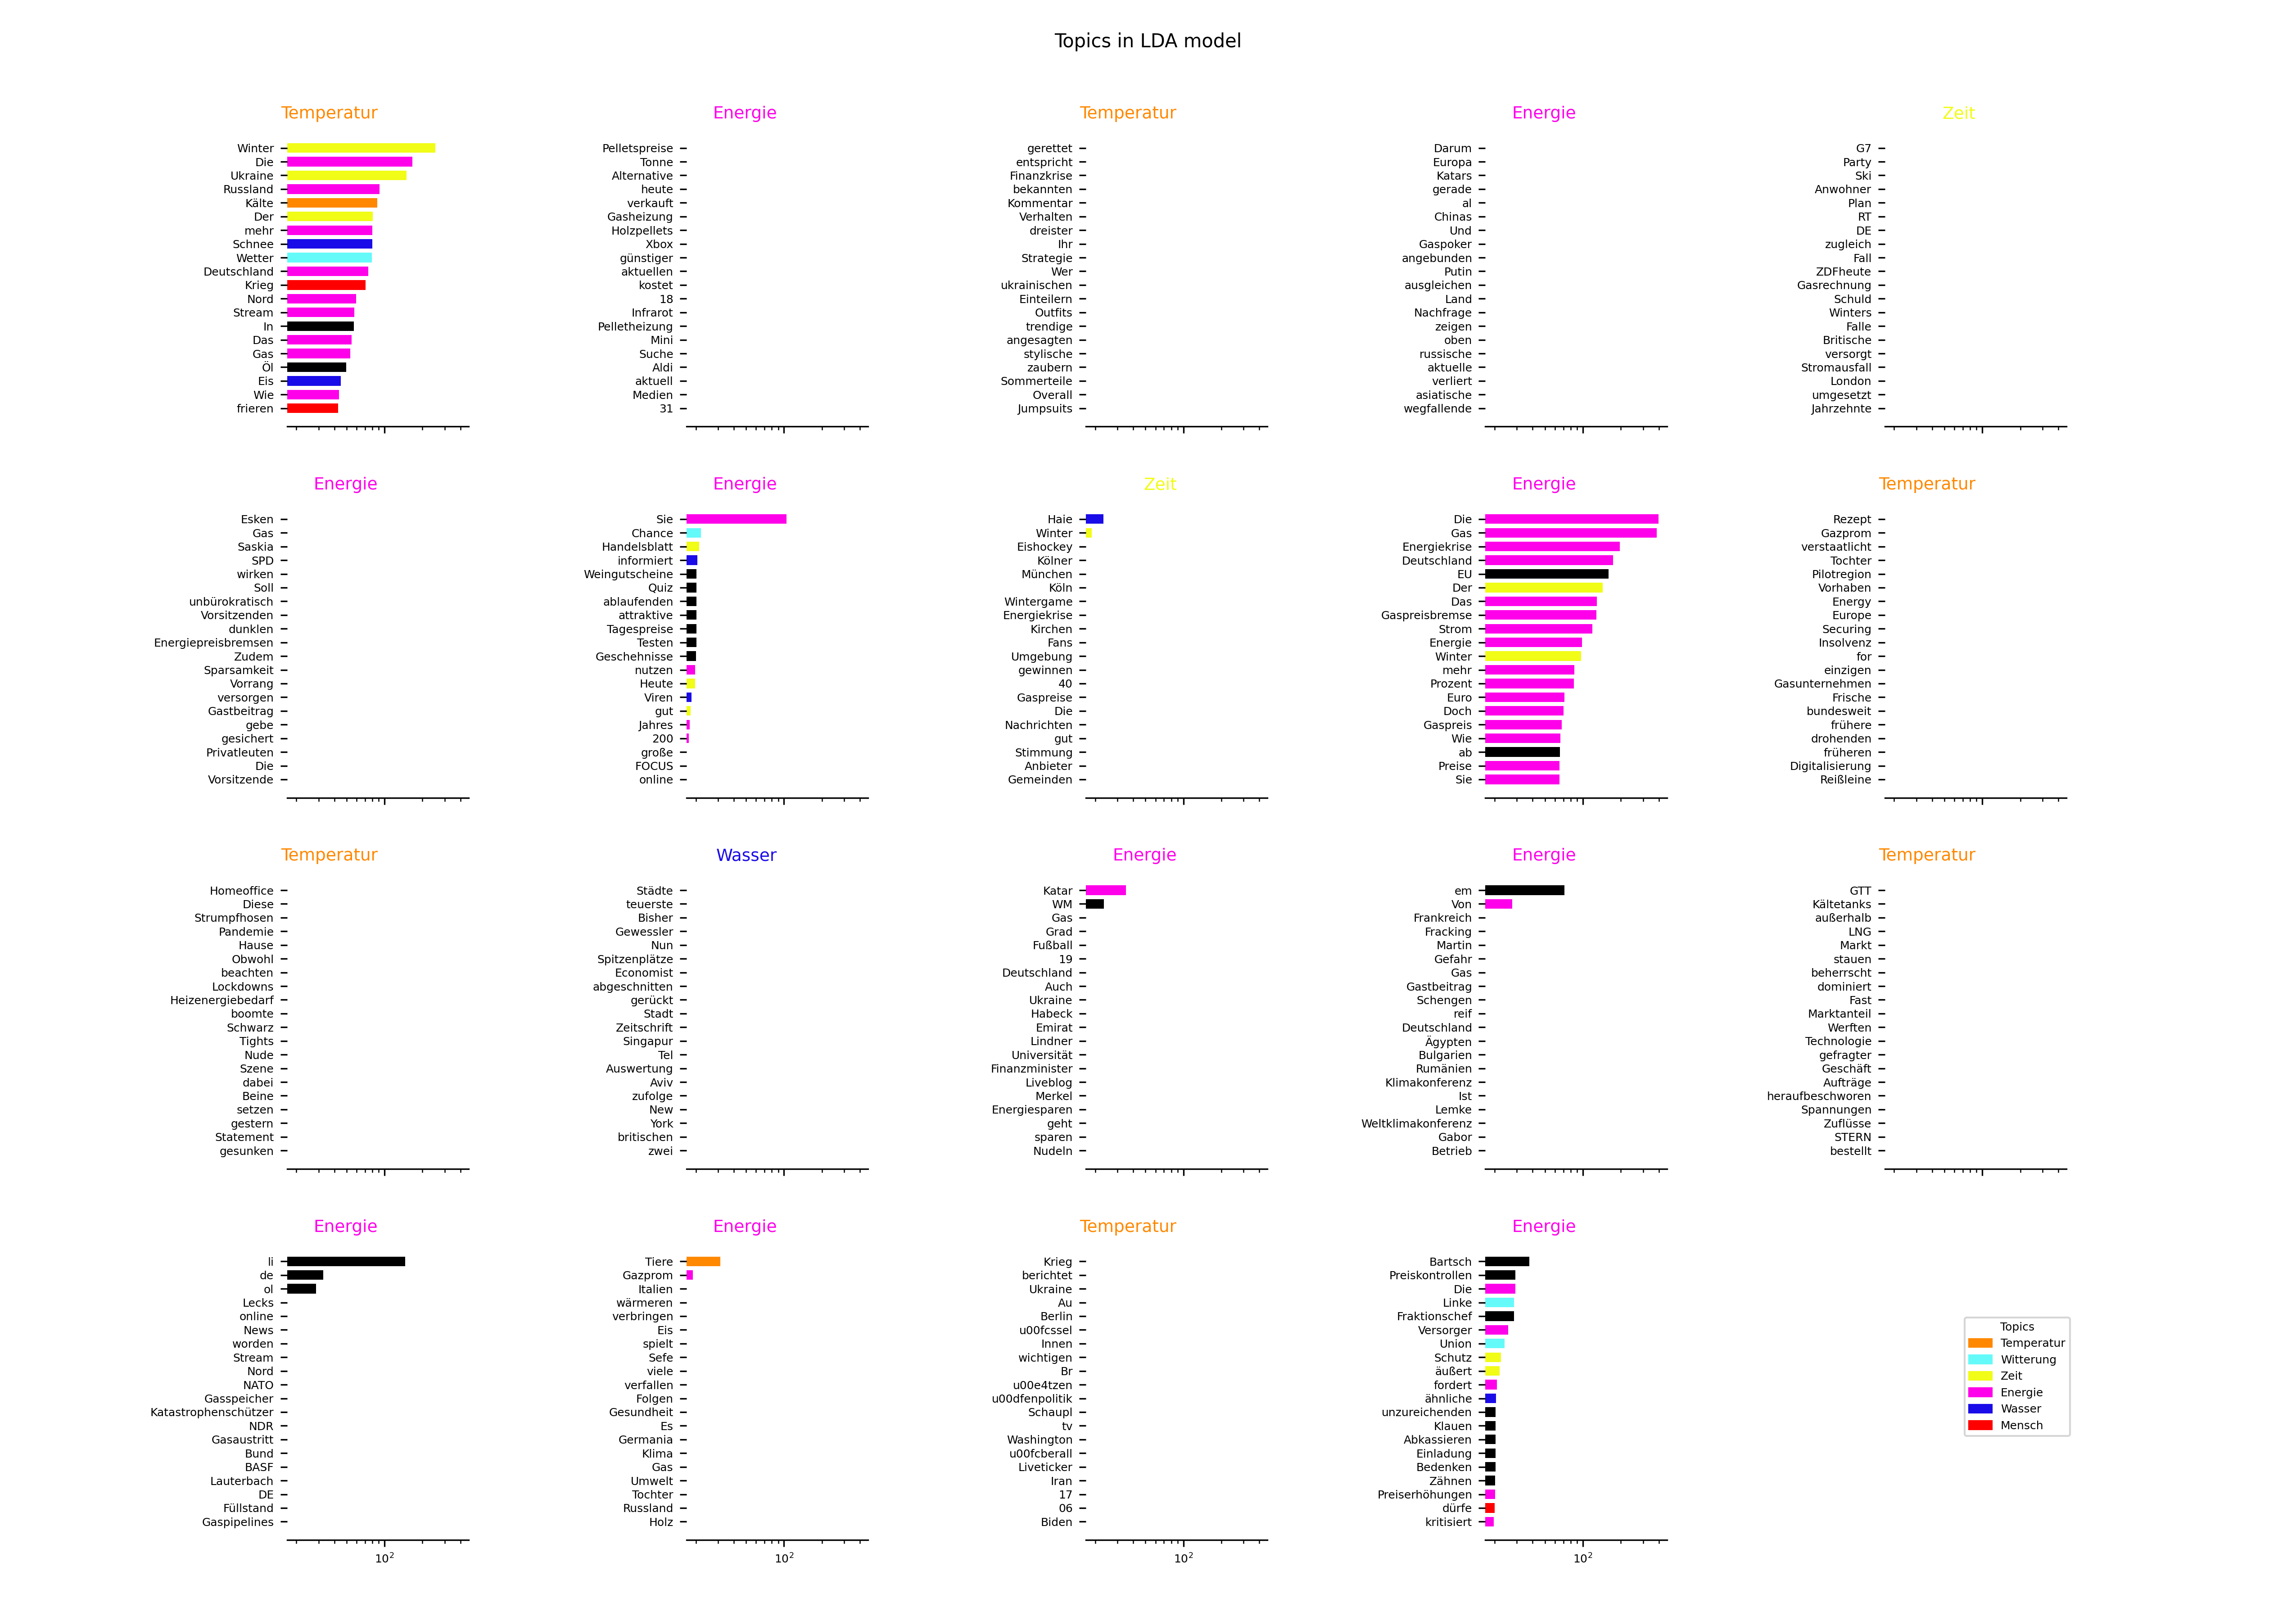 Topics in LDA model
Temperatur
Winter
Die
Ukraine
Russland
Kälte
Der
mehr
Schnee
Wetter
Deutschland
Krieg
Nord
Stream
In
Das
Gas
Öl
Eis
Wie
frieren
Energie
Pelletspreise
Tonne
Alternative
heute
verkauft
Gasheizung
Holzpellets
Xbox
günstiger
aktuellen
kostet
18
Infrarot
Pelletheizung
Mini
Suche
Aldi
aktuell
Medien
31
Temperatur
gerettet
entspricht
Finanzkrise
bekannten
Kommentar
Verhalten
dreister
Ihr
Strategie
Wer
ukrainischen
Einteilern
Outfits
trendige
angesagten
stylische
zaubern
Sommerteile
Overall
Jumpsuits
Energie
Darum
Europa
Katars
gerade
al
Chinas
Und
Gaspoker
angebunden
Putin
ausgleichen
Land
Nachfrage
zeigen
oben
russische
aktuelle
verliert
asiatische
wegfallende
Zeit
G7
Party
Ski
Anwohner
Plan
RT
DE
zugleich
Fall
ZDFheute
Gasrechnung
Schuld
Winters
Falle
Britische
versorgt
Stromausfall
London
umgesetzt
Jahrzehnte
Energie
Esken
Gas
Saskia
SPD
wirken
Soll
unbürokratisch
Vorsitzenden
dunklen
Energiepreisbremsen
Zudem
Sparsamkeit
Vorrang
versorgen
Gastbeitrag
gebe
gesichert
Privatleuten
Die
Vorsitzende
Energie
Sie
Chance
Handelsblatt
informiert
Weingutscheine
Quiz
ablaufenden
attraktive
Tagespreise
Testen
Geschehnisse
nutzen
Heute
Viren
gut
Jahres
200
große
FOCUS
online
Zeit
Haie
Winter
Eishockey
Kölner
München
Köln
Wintergame
Energiekrise
Kirchen
Fans
Umgebung
gewinnen
40
Gaspreise
Die
Nachrichten
gut
Stimmung
Anbieter
Gemeinden
Energie
Die
Gas
Energiekrise
Deutschland
EU
Der
Das
Gaspreisbremse
Strom
Energie
Winter
mehr
Prozent
Euro
Doch
Gaspreis
Wie
ab
Preise
Sie
Temperatur
Rezept
Gazprom
verstaatlicht
Tochter
Pilotregion
Vorhaben
Energy
Europe
Securing
Insolvenz
for
einzigen
Gasunternehmen
Frische
bundesweit
frühere
drohenden
früheren
Digitalisierung
Reißleine
Temperatur
Homeoffice
Diese
Strumpfhosen
Pandemie
Hause
Obwohl
beachten
Lockdowns
Heizenergiebedarf
boomte
Schwarz
Tights
Nude
Szene
dabei
Beine
setzen
gestern
Statement
gesunken
Wasser
Städte
teuerste
Bisher
Gewessler
Nun
Spitzenplätze
Economist
abgeschnitten
gerückt
Stadt
Zeitschrift
Singapur
Tel
Auswertung
Aviv
zufolge
New
York
britischen
zwei
Energie
Katar
WM
Gas
Grad
Fußball
19
Deutschland
Auch
Ukraine
Habeck
Emirat
Lindner
Universität
Finanzminister
Liveblog
Merkel
Energiesparen
geht
sparen
Nudeln
Energie
em
Von
Frankreich
Fracking
Martin
Gefahr
Gas
Gastbeitrag
Schengen
reif
Deutschland
Ägypten
Bulgarien
Rumänien
Klimakonferenz
Ist
Lemke
Weltklimakonferenz
Gabor
Betrieb
Temperatur
GTT
Kältetanks
außerhalb
LNG
Markt
stauen
beherrscht
dominiert
Fast
Marktanteil
Werften
Technologie
gefragter
Geschäft
Aufträge
heraufbeschworen
Spannungen
Zuflüsse
STERN
bestellt
Energie
li
de
ol
Lecks
online
News
worden
Stream
Nord
NATO
Gasspeicher
Katastrophenschützer
NDR
Gasaustritt
Bund
BASF
Lauterbach
DE
Füllstand
Gaspipelines
10²
Energie
Tiere
Gazprom
Italien
wärmeren
verbringen
Eis
spielt
Sefe
viele
verfallen
Folgen
Gesundheit
Es
Germania
Klima
Gas
Umwelt
Tochter
Russland
Holz
10²
Temperatur
Krieg
berichtet
Ukraine
Au
Berlin
u00fcssel
Innen
wichtigen
Br
u00e4tzen
u00dfenpolitik
Schaupl
tv
Washington
u00fcberall
Liveticker
Iran
17
06
Biden
10²
Energie
Bartsch
Preiskontrollen
Die
Linke
Fraktionschef
Versorger
Union
Schutz
äußert
fordert
ähnliche
unzureichenden
Klauen
Abkassieren
Einladung
Bedenken
Zähnen
Preiserhöhungen
dürfe
kritisiert
10²
Topics
Temperatur
Witterung
Zeit
Energie
Wasser
Mensch